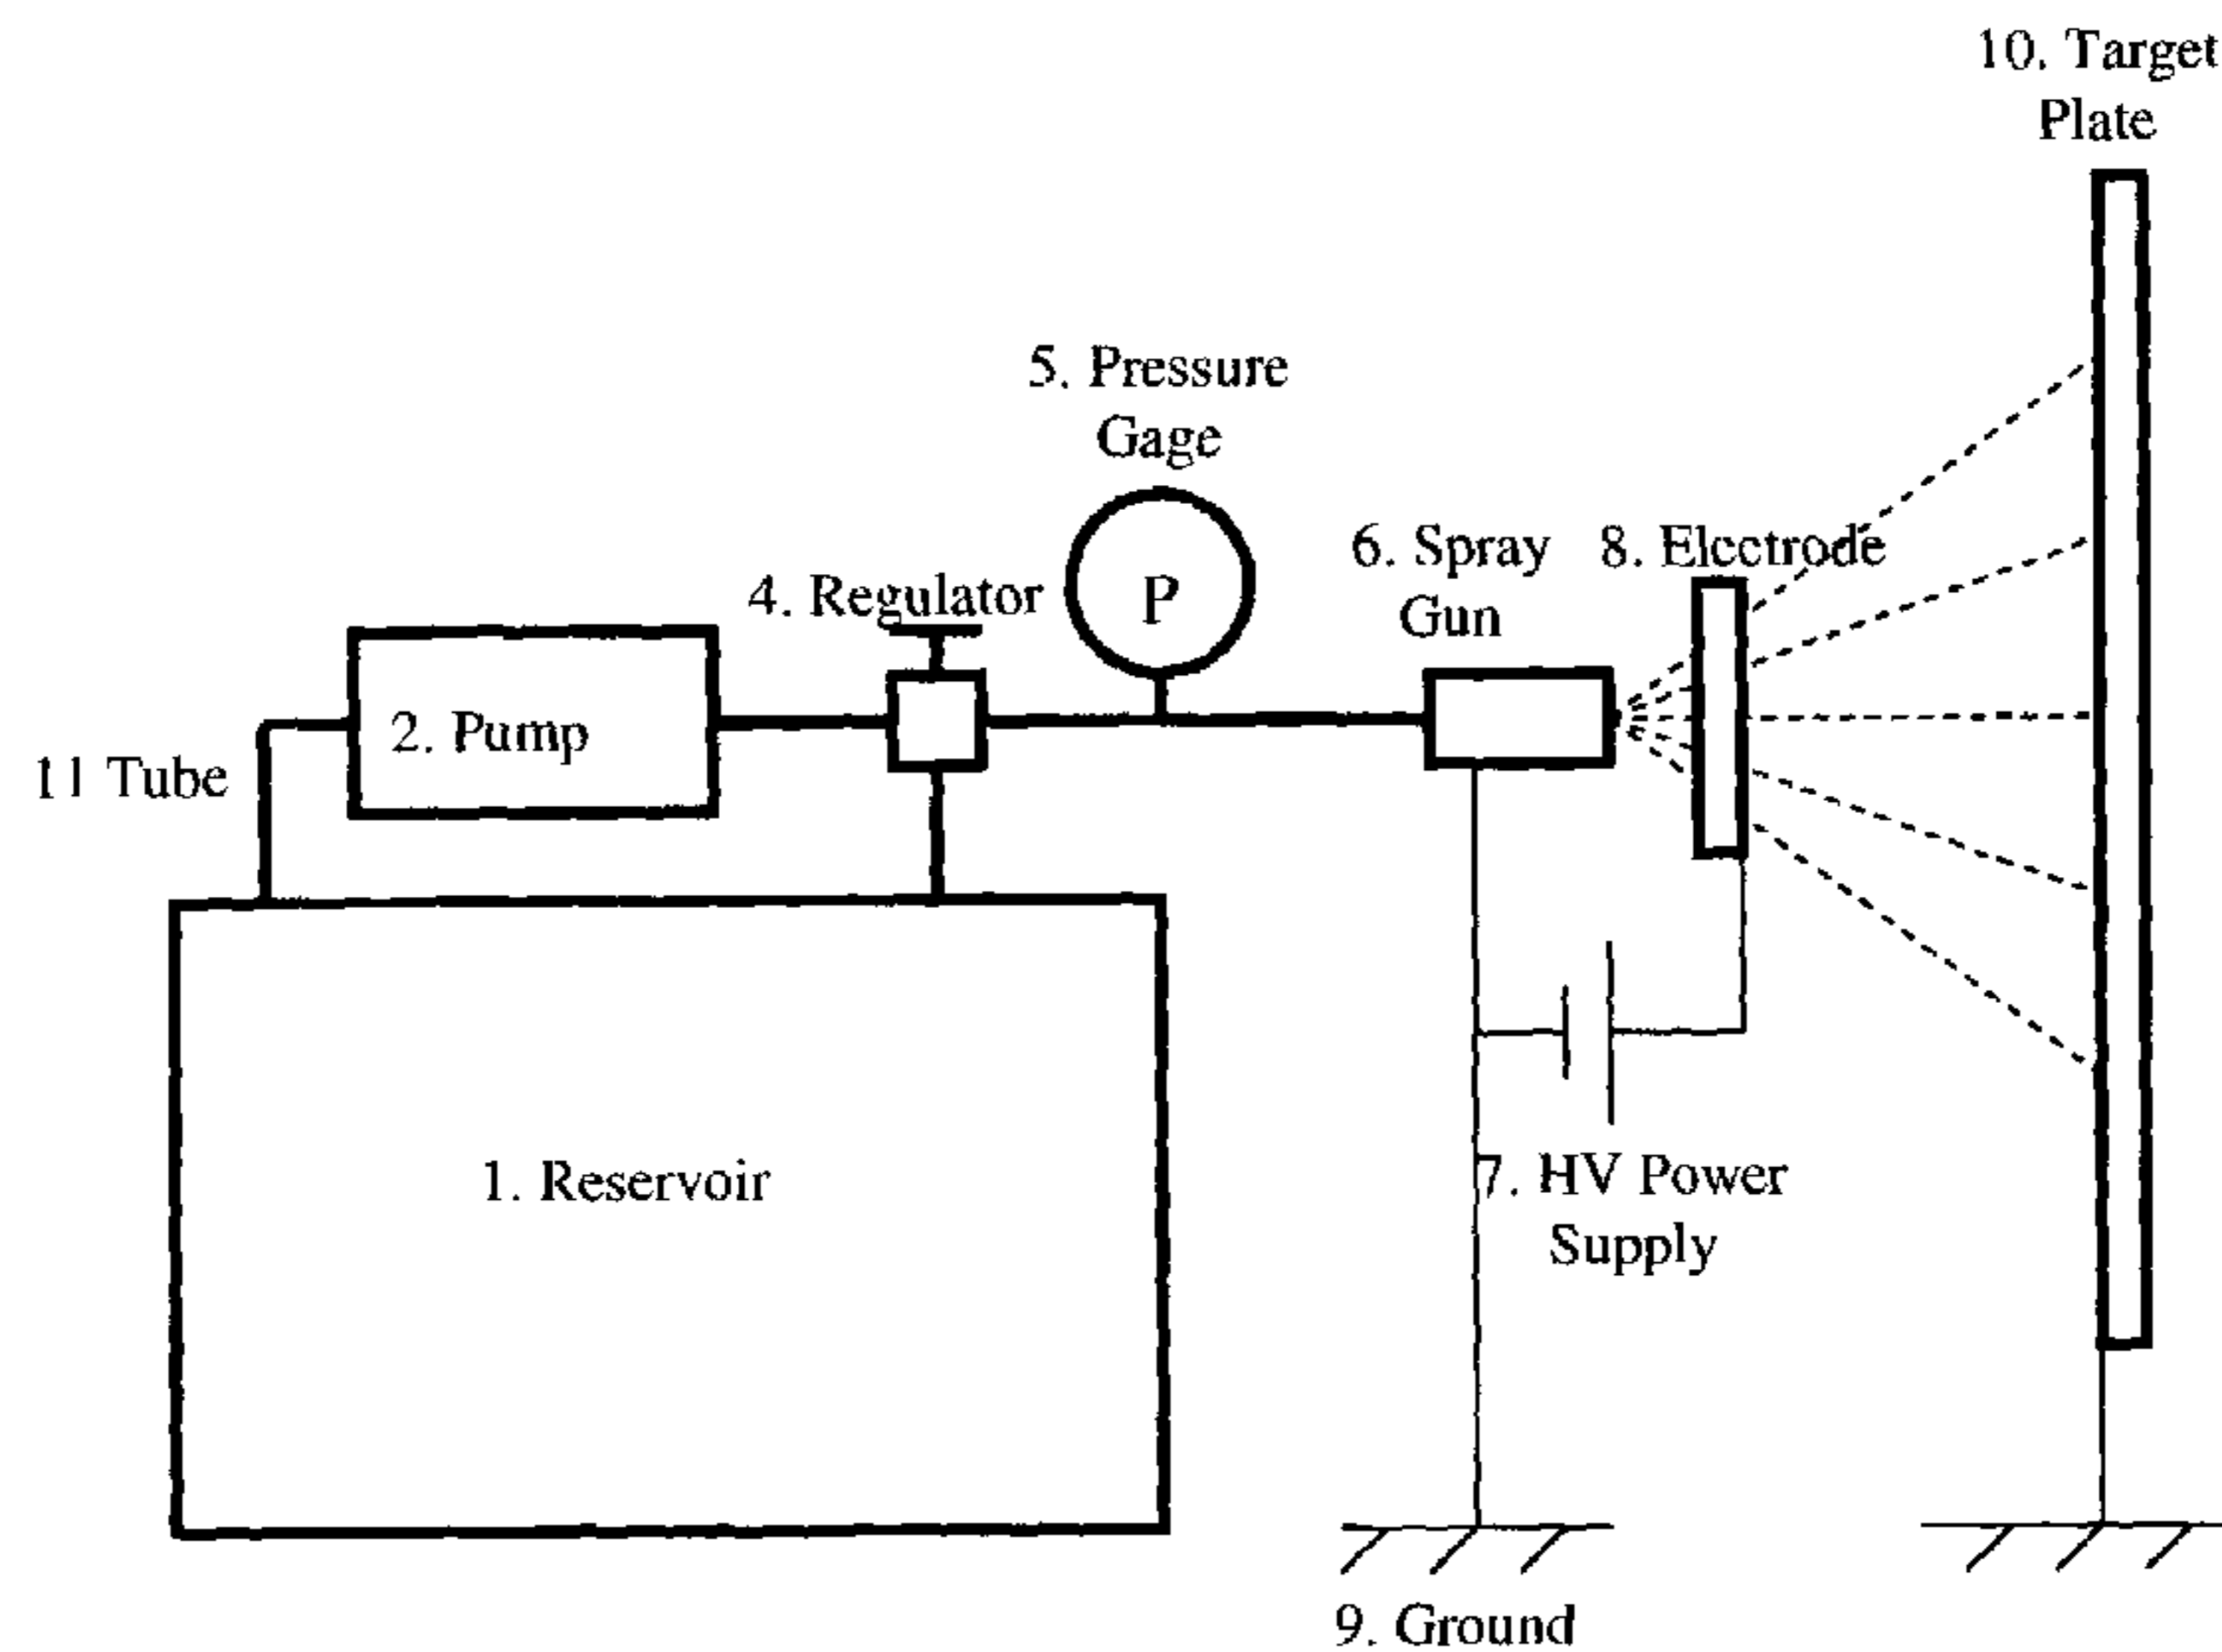 10. Target
Plate
5. Pressure
Gage
P
6. Spray
Gun
8. Electrode
4. Regulator
2. Pump
11 Tube
1. Reservoir
7. HV Power
Supply
9. Ground